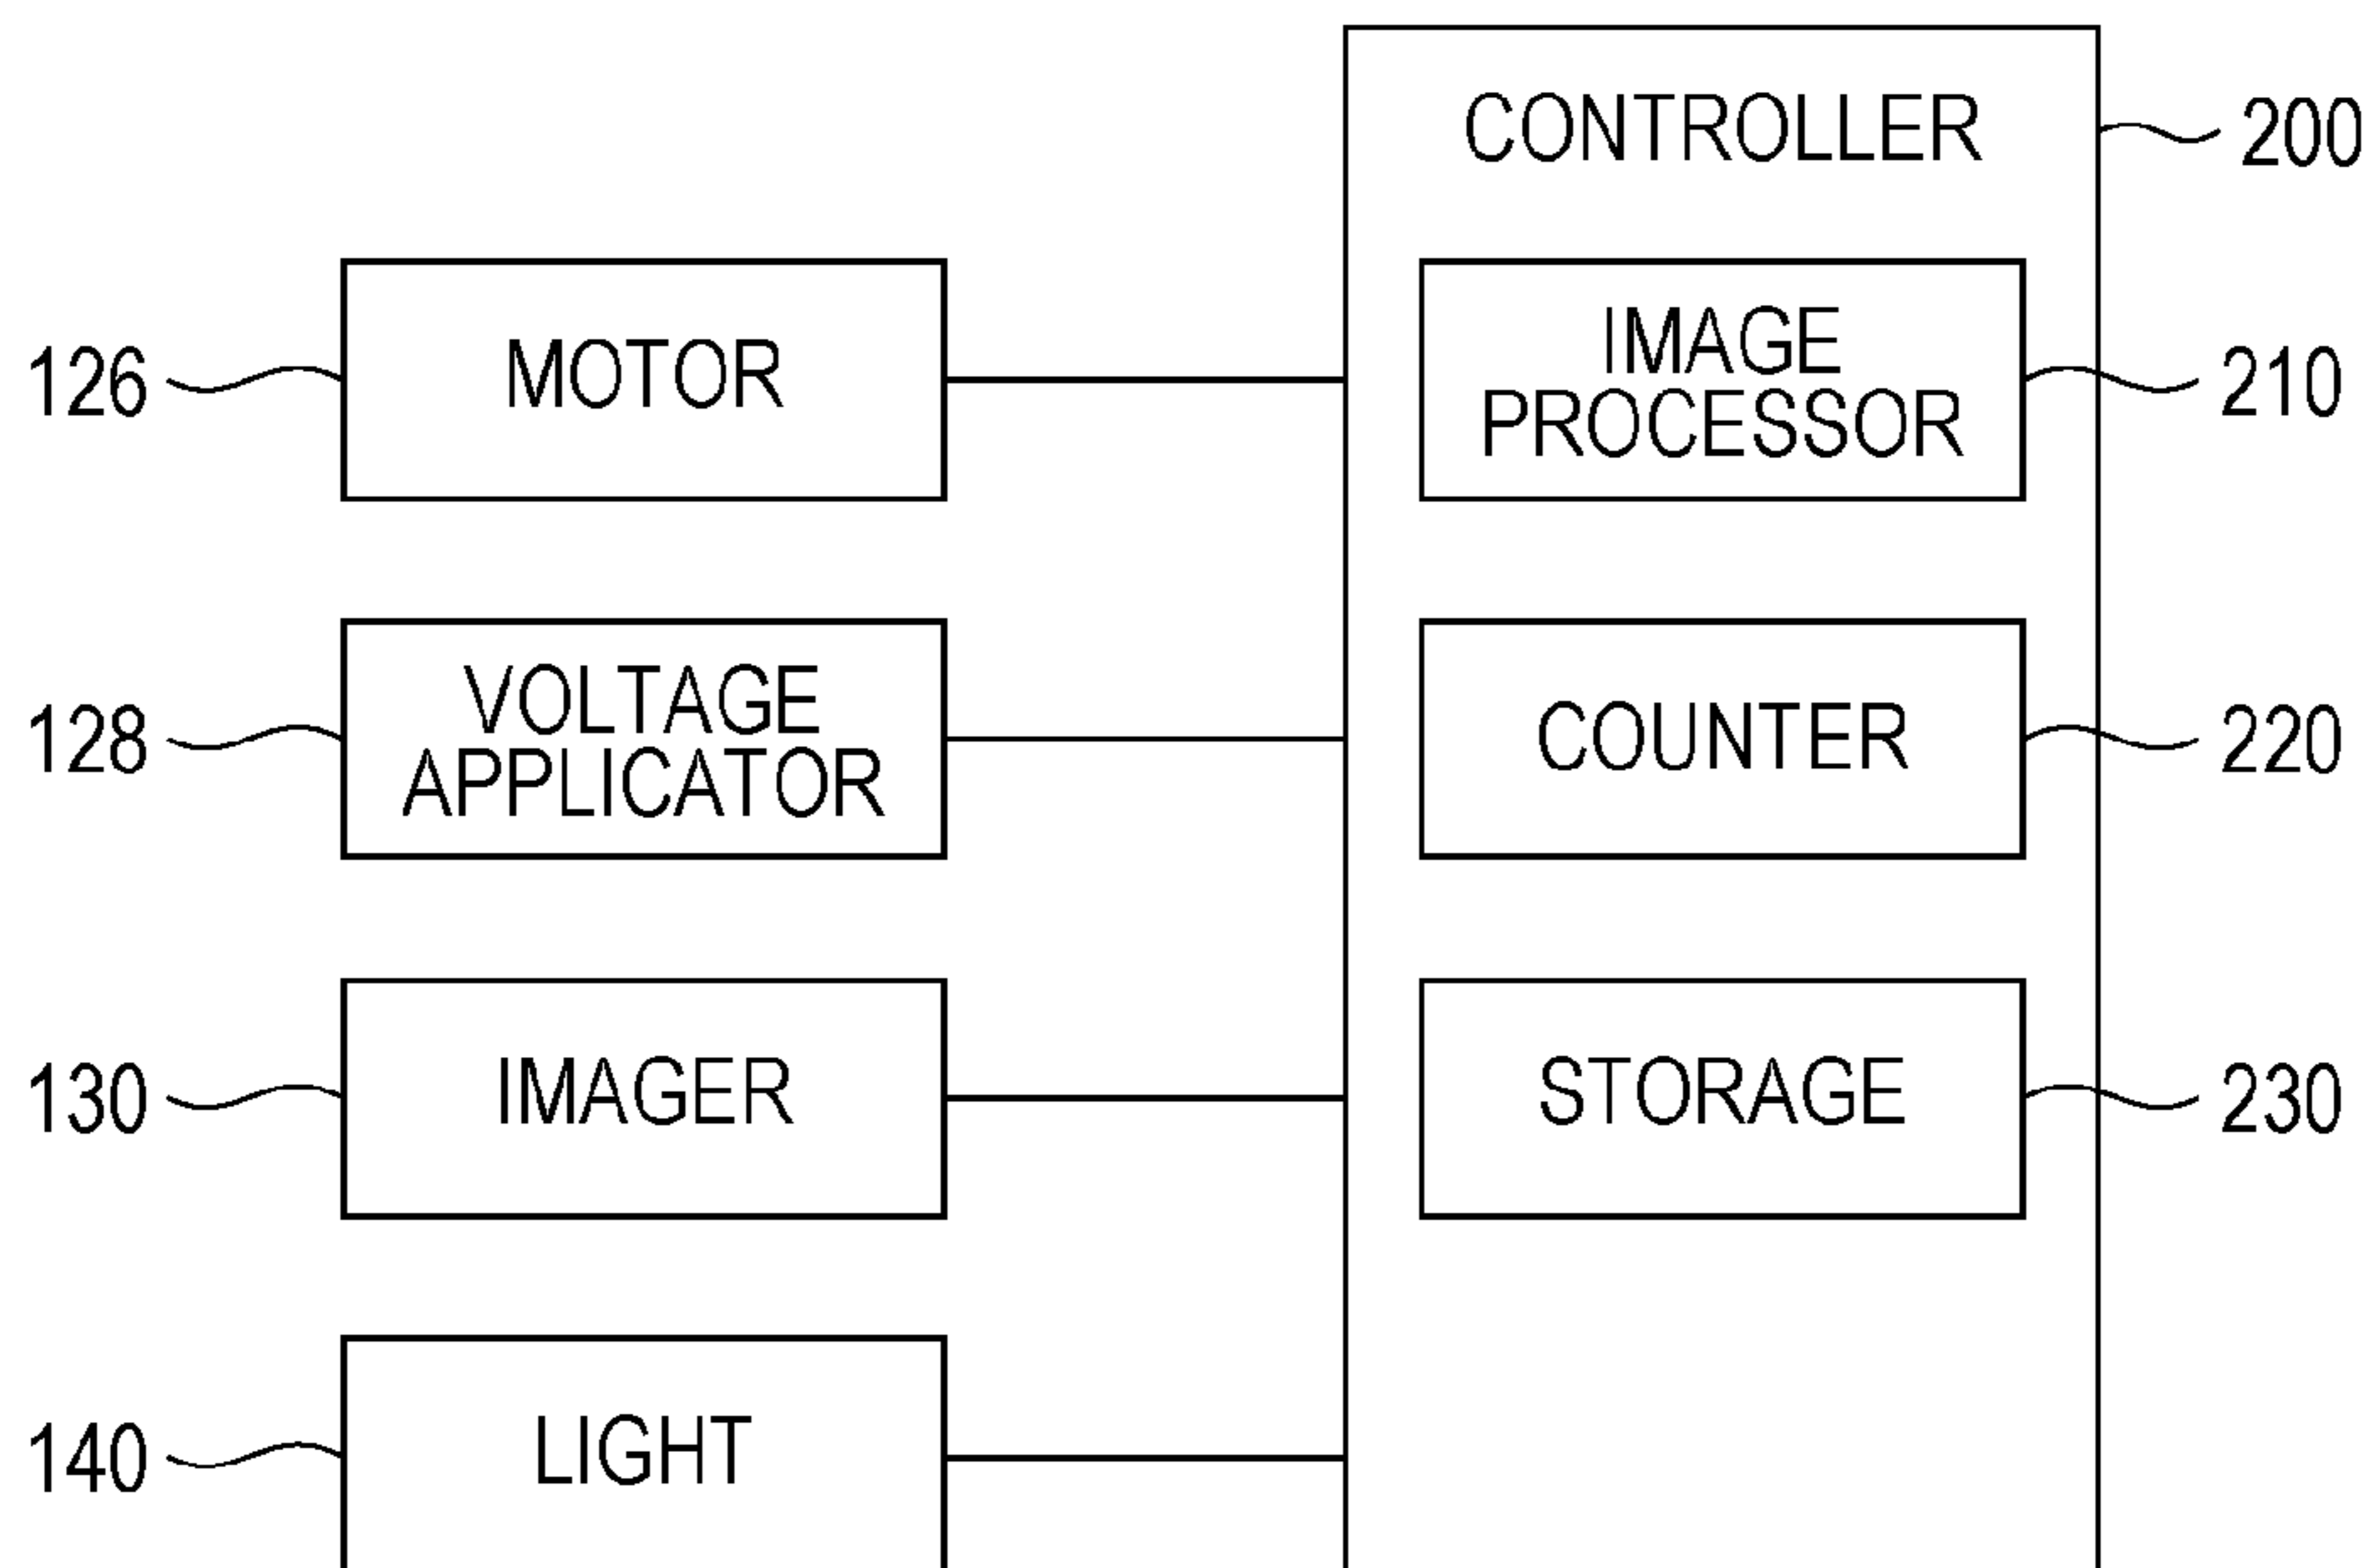 CONTROLLER
200
126
MOTOR
IMAGE
PROCESSOR
210
128
VOLTAGE
APPLICATOR
COUNTER
220
130
IMAGER
STORAGE
230
140
LIGHT